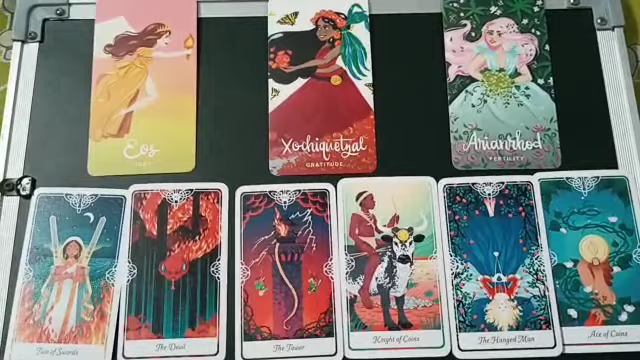 Eos
Xochiquetzal
GRATITUDE
Arianrhod
FERTILITY
Two of Swords
The Devil
The Tower
Knight of Coins
The Hanged Man
Ace of Coins